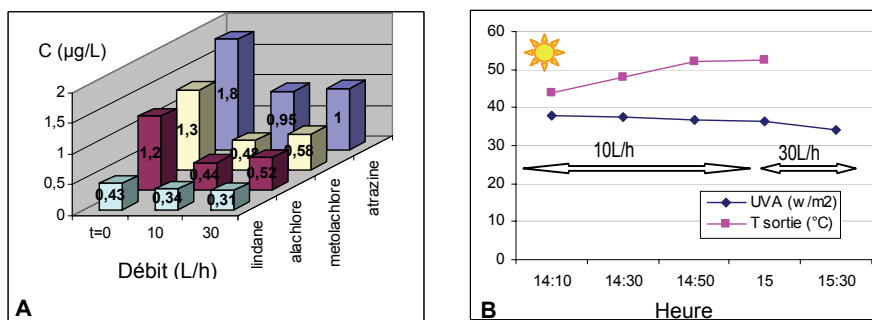 C (µg/L)
2
1,5
1
0,5
0
1,8
0,95
1
1,3
0,48
0,58
1,2
0,44
0,52
0,43
0,34
0,31
t=0
10
30
lindane
alachlore
metolachlore
atrazine
Débit (L/h)
A
60
50
40
30
20
10
0
10L/h
30L/h
UVA (w /m2)
T sortie (°C)
14:10
14:30
14:50
15
15:30
Heure
B